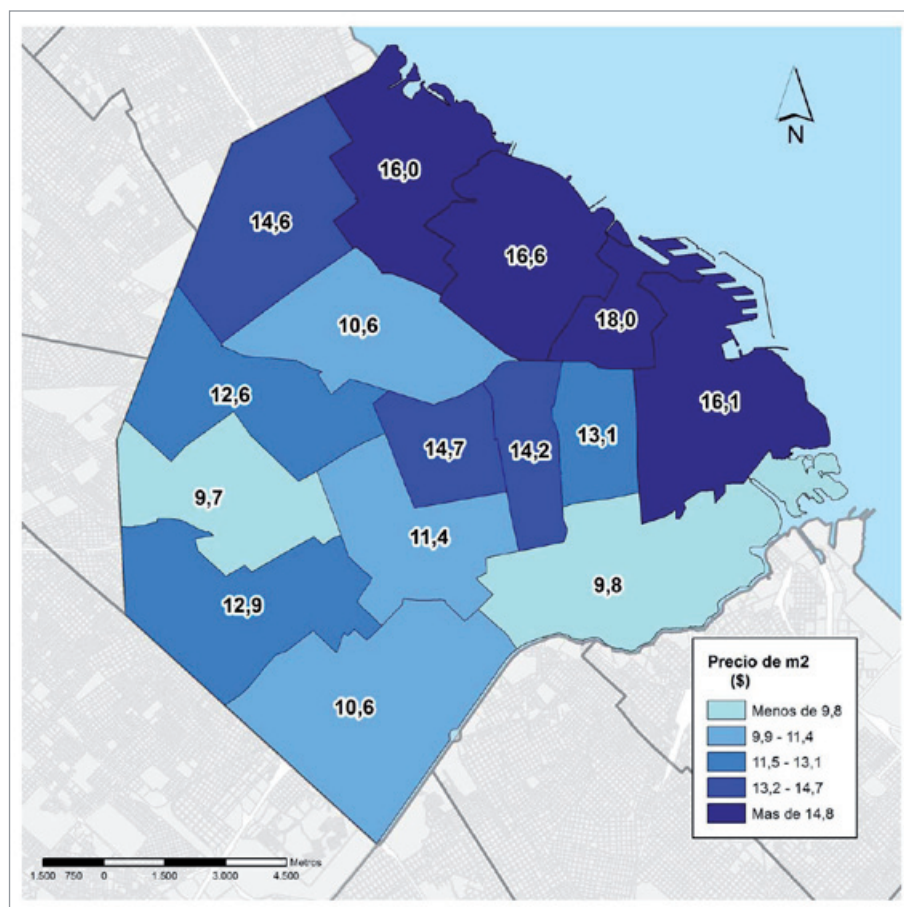 N
16,0
14,6
16,6
18,0
10,6
16,1
12,6
14,7
14,2
13,1
9,7
11,4
9,8
12,9
10,6
Precio de m2
($)
Menos de 9,8
9,9 - 11,4
11,5 - 13,1
13,2 - 14,7
Mas de 14,8
Metros
1.500 750 0 1.500 3.000 4.500